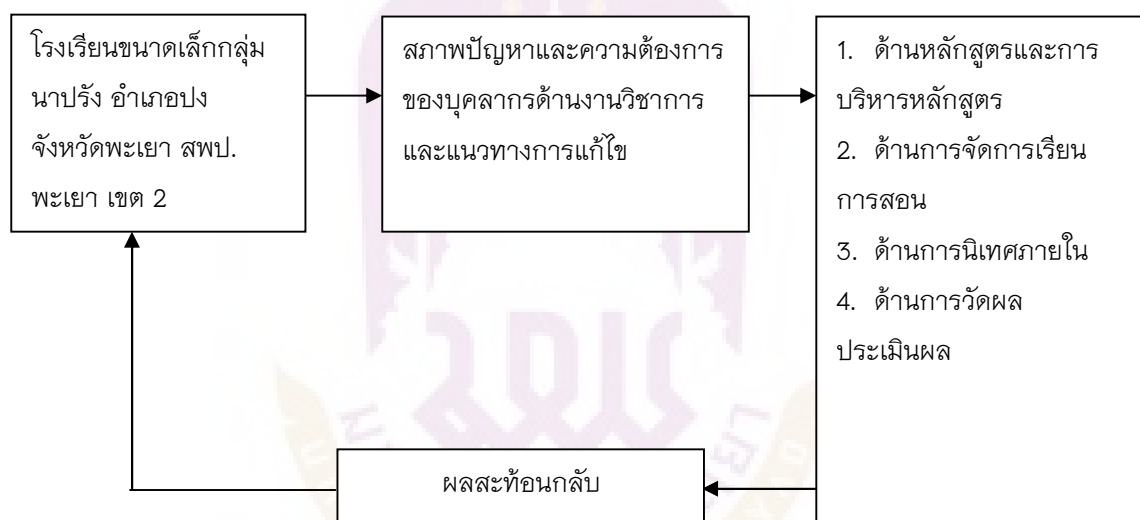 โรงเรียนขนาดเล็กกลุ่ม
นาปรัง อำเภอปง
จังหวัดพะเยา สพป.
พะเยา เขต 2
สภาพปัญหาและความต้องการ
ของบุคลากรด้านงานวิชาการ
และแนวทางการแก้ไข
1. ด้านหลักสูตรและการ
บริหารหลักสูตร
2. ด้านการจัดการเรียน
การสอน
3. ด้านการนิเทศภายใน
4. ด้านการวัดผล
ประเมินผล
ผลสะท้อนกลับ